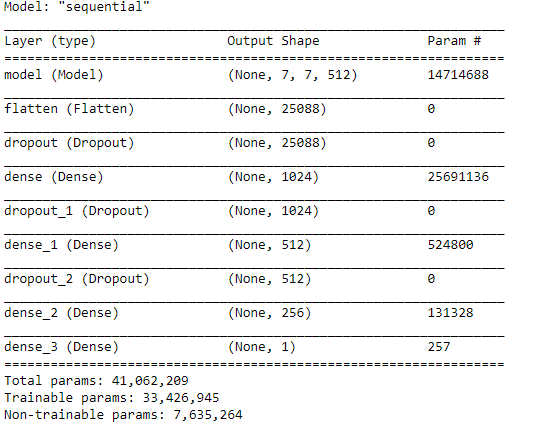 Model: "sequential"
Layer (type) Output Shape Param #
model (Model) (None, 7, 7, 512) 14714688
flatten (Flatten) (None, 25088) 0
dropout (Dropout) (None, 25088) 0
dense (Dense) (None, 1024) 25691136
dropout_1 (Dropout) (None, 1024) 0
dense_1 (Dense) (None, 512) 524800
dropout_2 (Dropout) (None, 512) 0
dense_2 (Dense) (None, 256) 131328
dense_3 (Dense) (None, 1) 257
Total params: 41,062,209
Trainable params: 33,426,945
Non-trainable params: 7,635,264